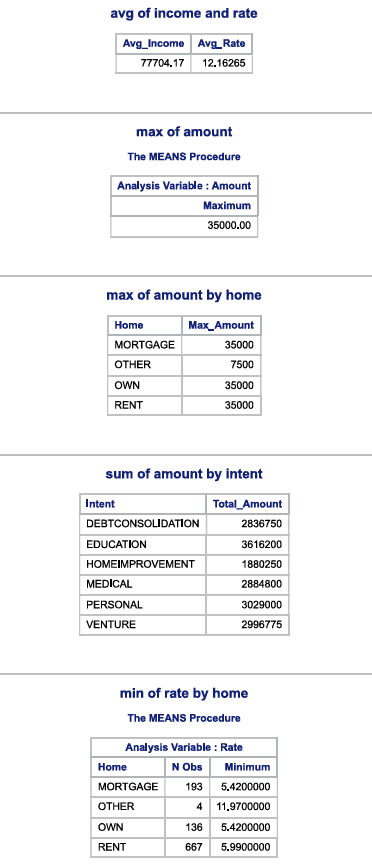 avg of income and rate
Avg_Income Avg_Rate
77704.17 12.16265
max of amount
The MEANS Procedure
Analysis Variable : Amount
Maximum
35000.00
max of amount by home
Home Max_Amount
MORTGAGE 35000
OTHER 7500
OWN 35000
RENT 35000
sum of amount by intent
Intent Total_Amount
DEBTCONSOLIDATION 2836750
EDUCATION 3616200
HOMEIMPROVEMENT 1880250
MEDICAL 2884800
PERSONAL 3029000
VENTURE 2996775
min of rate by home
The MEANS Procedure
Analysis Variable : Rate
Home N Obs Minimum
MORTGAGE 193 5.4200000
OTHER 4 11.9700000
OWN 136 5.4200000
RENT 667 5.9900000